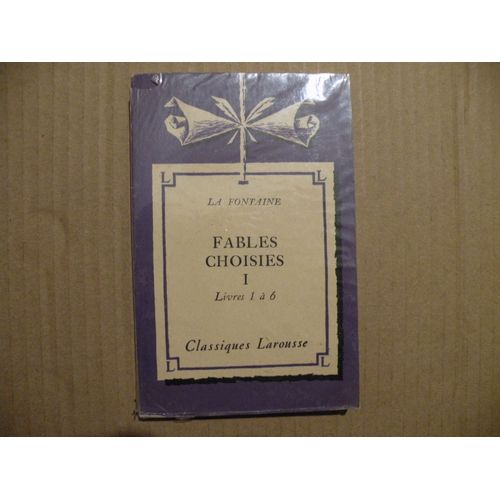 L L
LA FONTAINE
FABLES
CHOISIES
I
Livres 1 à 6
Classiques Larousse
L L